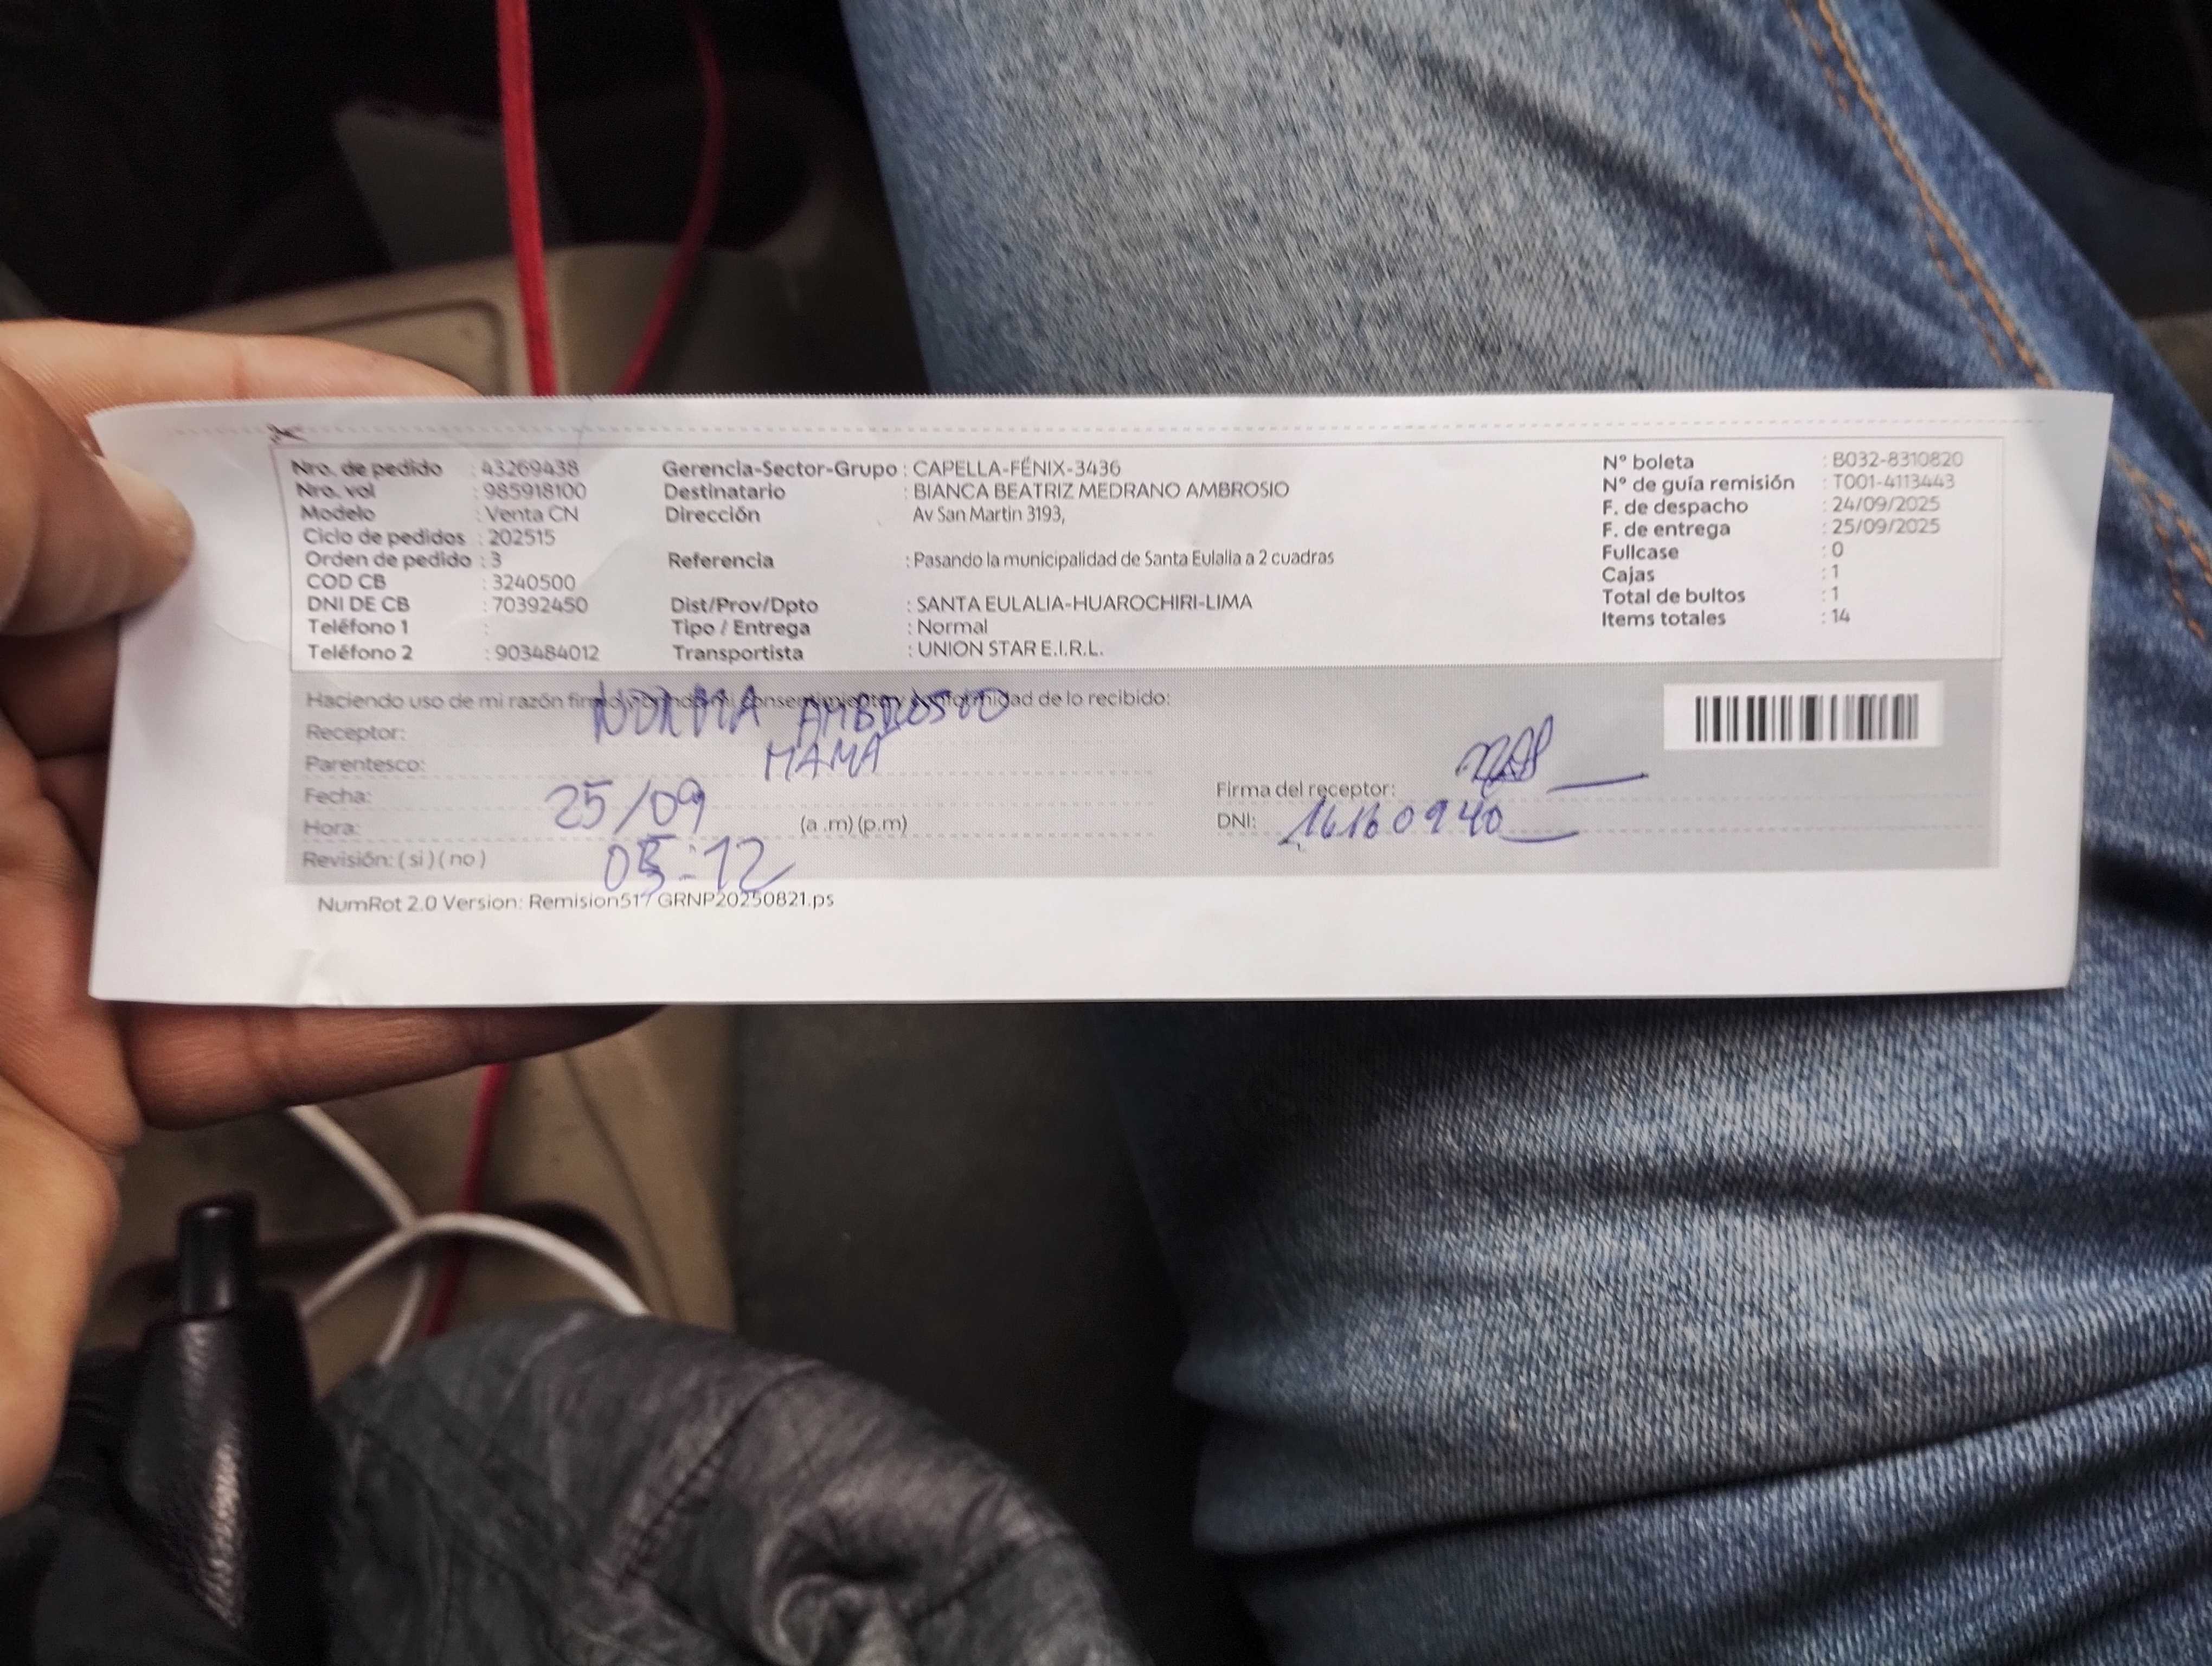 Nro. de pedido : 43269438 Gerencia-Sector-Grupo : CAPELLA-FÉNIX-3436 N° boleta : B032-8310820
Nro. vol : 985918100 Destinatario : BIANCA BEATRIZ MEDRANO AMBROSIO N° de guía remisión : T001-4113443
Modelo : Venta CN Dirección Av San Martin 3193, F. de despacho : 24/09/2025
Ciclo de pedidos : 202515 F. de entrega : 25/09/2025
Orden de pedido : 3 Referencia : Pasando la municipalidad de Santa Eulalia a 2 cuadras Fullcase : 0
COD CB : 3240500 Cajas : 1
DNI DE CB : 70392450 Dist/Prov/Dpto : SANTA EULALIA-HUAROCHIRI-LIMA Total de bultos : 1
Teléfono 1 : Tipo / Entrega : Normal Items totales : 14
Teléfono 2 : 903484012 Transportista : UNION STAR E.I.R.L.
Haciendo uso de mi razón firmo y brindo mi consentimiento y conformidad de lo recibido:
Receptor: NORMA AMBROSIO
Parentesco: MAMA
Fecha: 25/09 Firma del receptor:
Hora: 05:12 (a .m) (p.m) DNI: 16160940
Revisión: ( si ) ( no )
NumRot 2.0 Version: Remision517GRNP20250821.ps